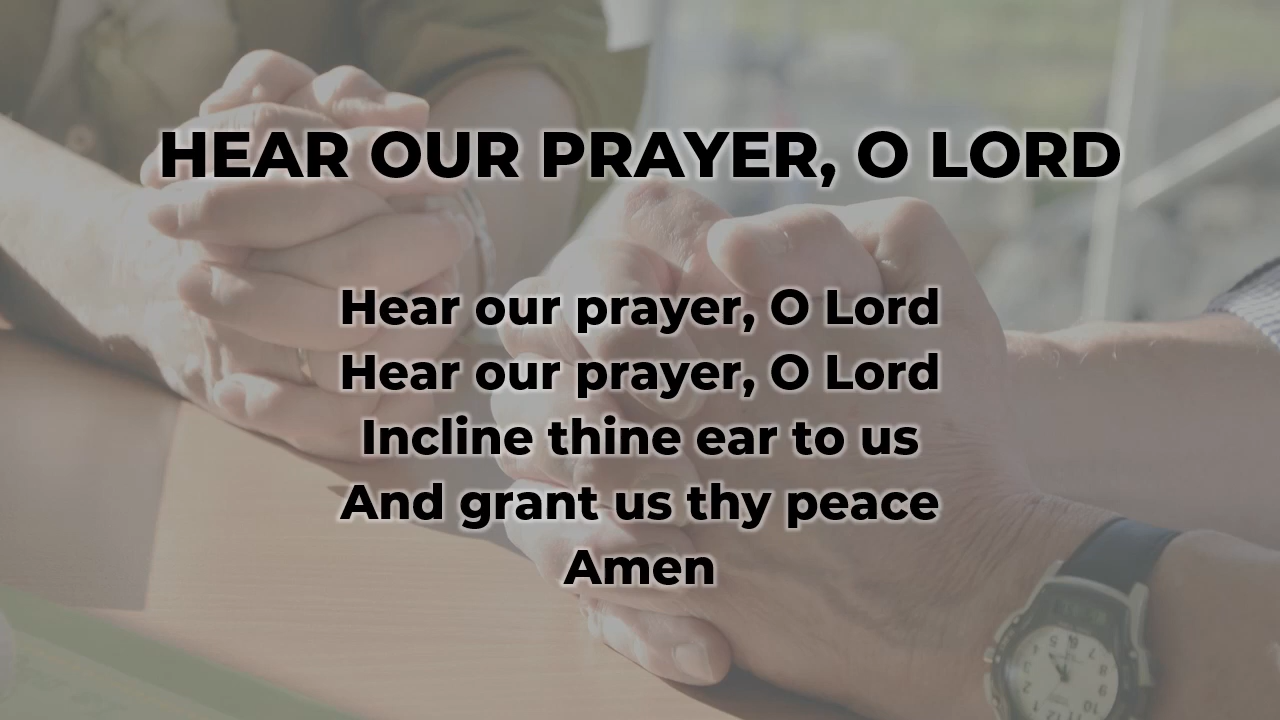 HEAR OUR PRAYER, O LORD
Hear our prayer, O Lord
Hear our prayer, O Lord
Incline thine ear to us
And grant us thy peace
Amen